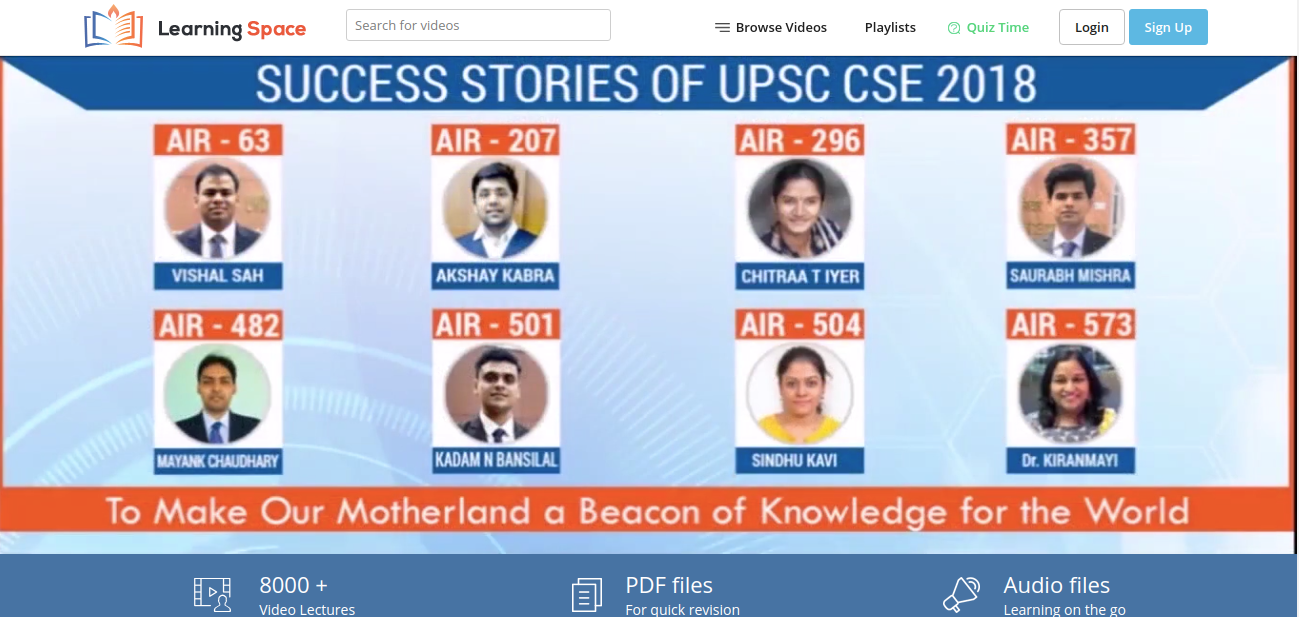 Learning Space
Search for videos
Browse Videos
Playlists
Quiz Time
Login
Sign Up
SUCCESS STORIES OF UPSC CSE 2018
AIR - 63
AIR - 207
AIR - 296
AIR - 357
VISHAL SAH
AKSHAY KABRA
CHITRAA T IYER
SAURABH MISHRA
AIR - 482
AIR - 501
AIR - 504
AIR - 573
MAYANK CHAUDHARY
KADAM N BANSILAL
SINDHU KAVI
Dr. KIRANMAYI
To Make Our Motherland a Beacon of Knowledge for the World
8000 +
Video Lectures
PDF files
For quick revision
Audio files
Learning on the go